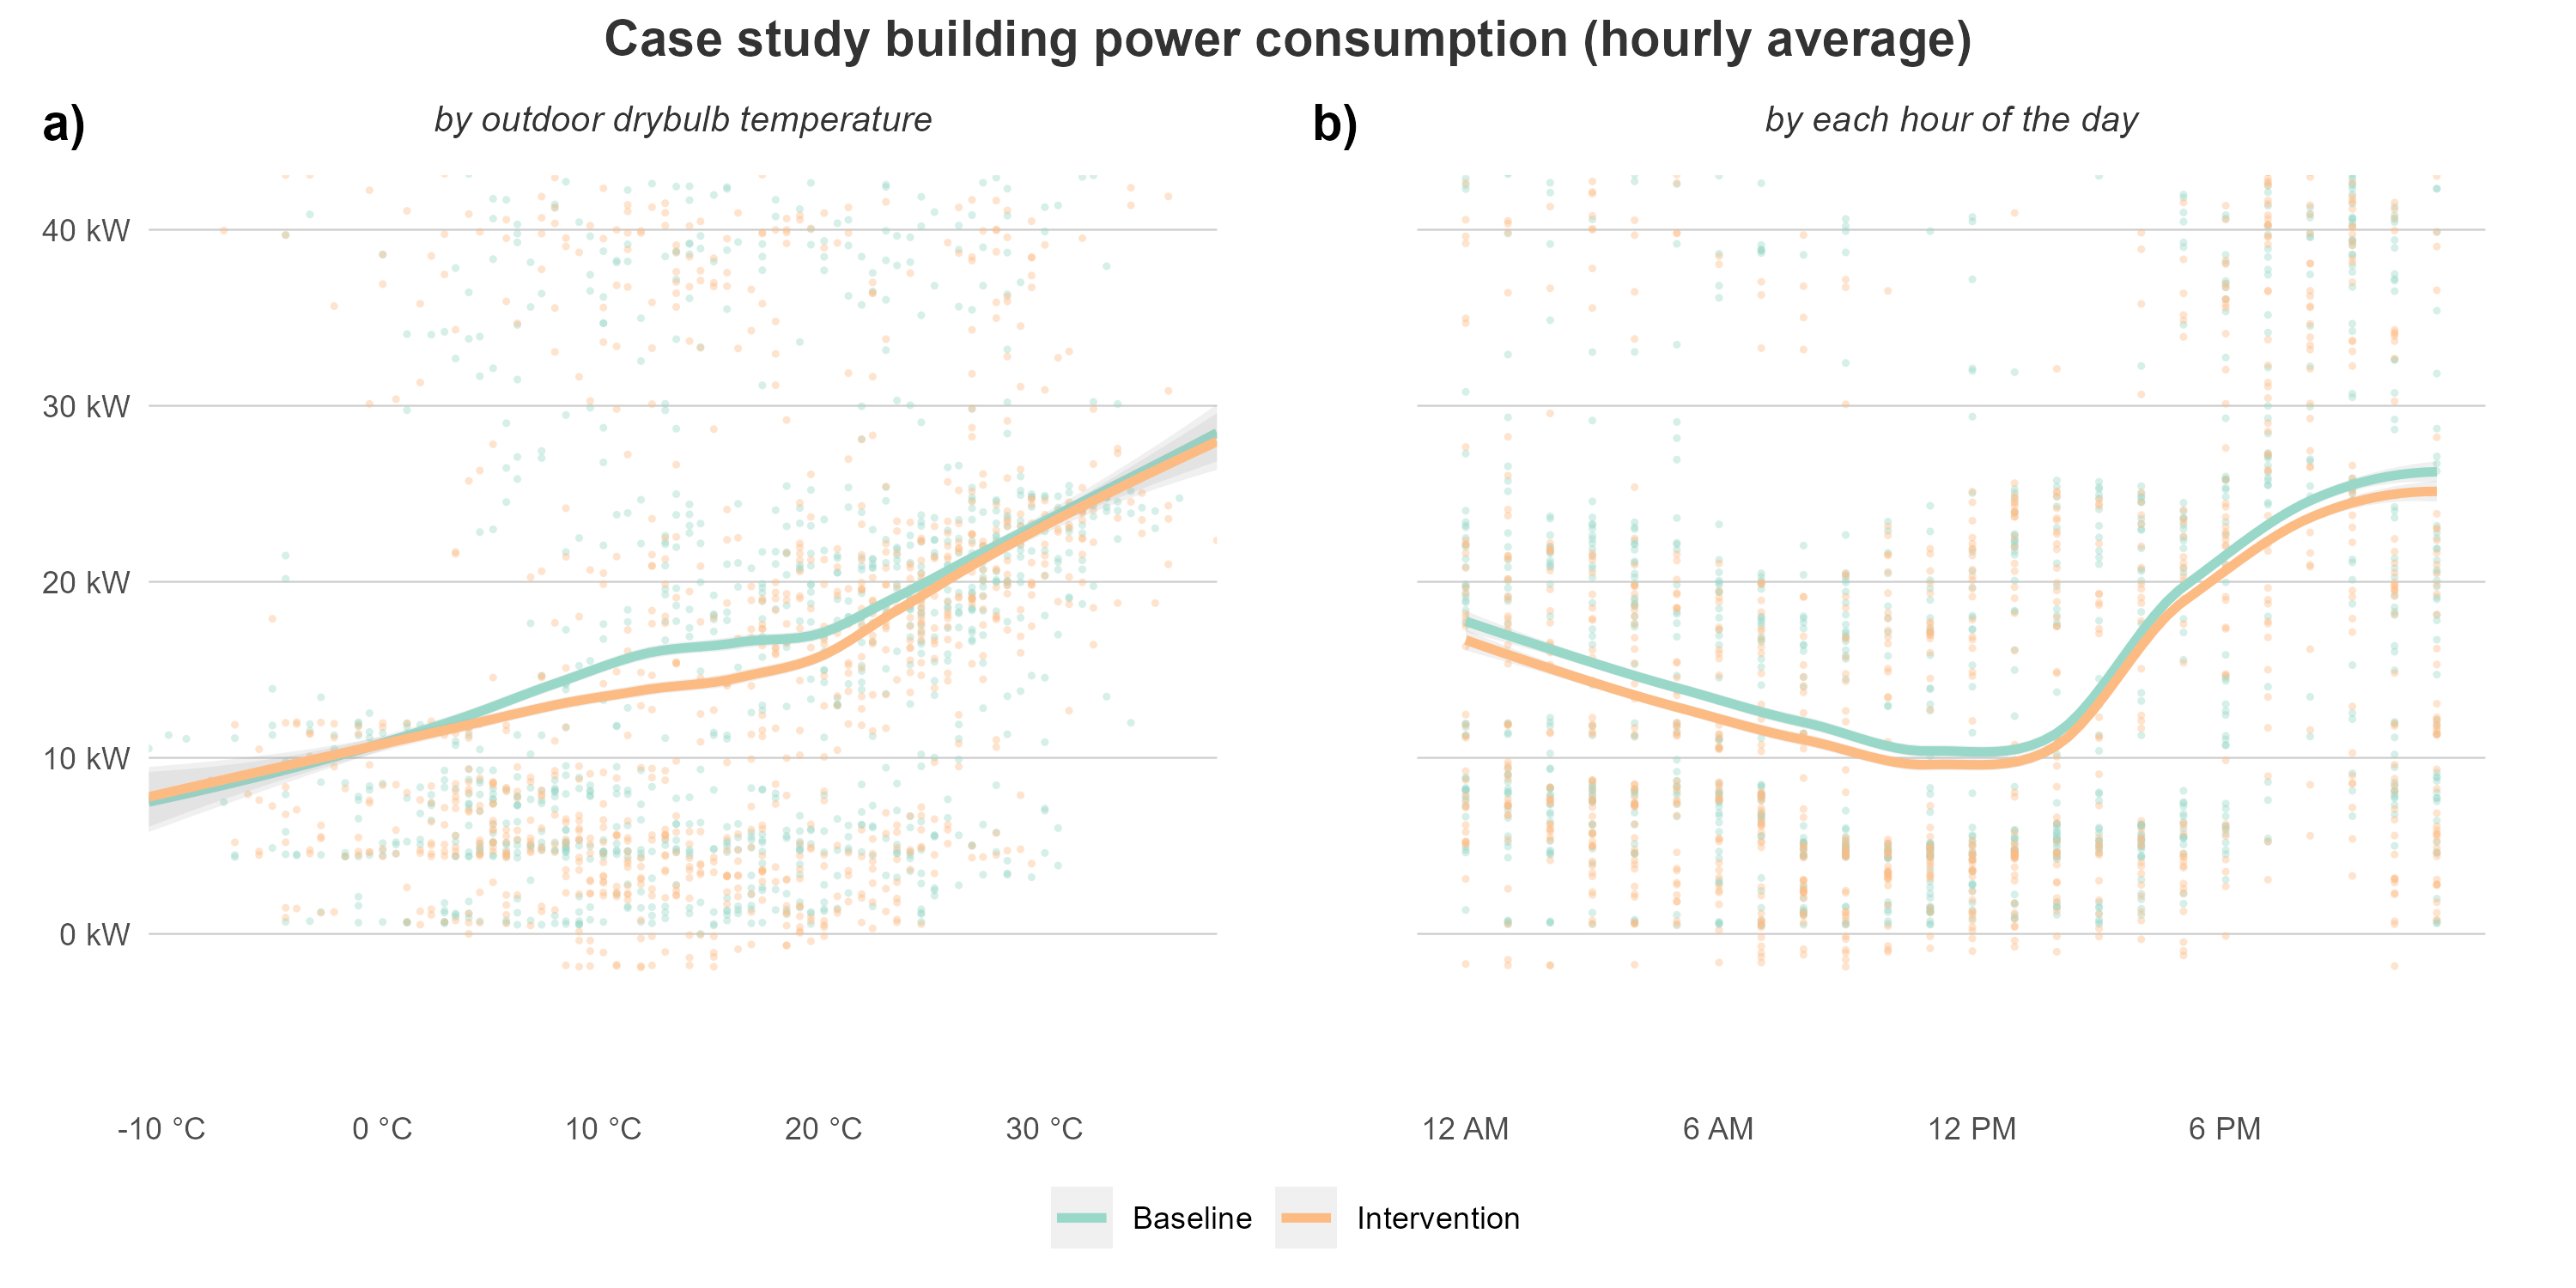 Case study building power consumption (hourly average)
a)
by outdoor drybulb temperature
b)
by each hour of the day
40 kW
30 kW
20 kW
10 kW
0 kW
-10 °C 0 °C 10 °C 20 °C 30 °C
12 AM 6 AM 12 PM 6 PM
Baseline Intervention